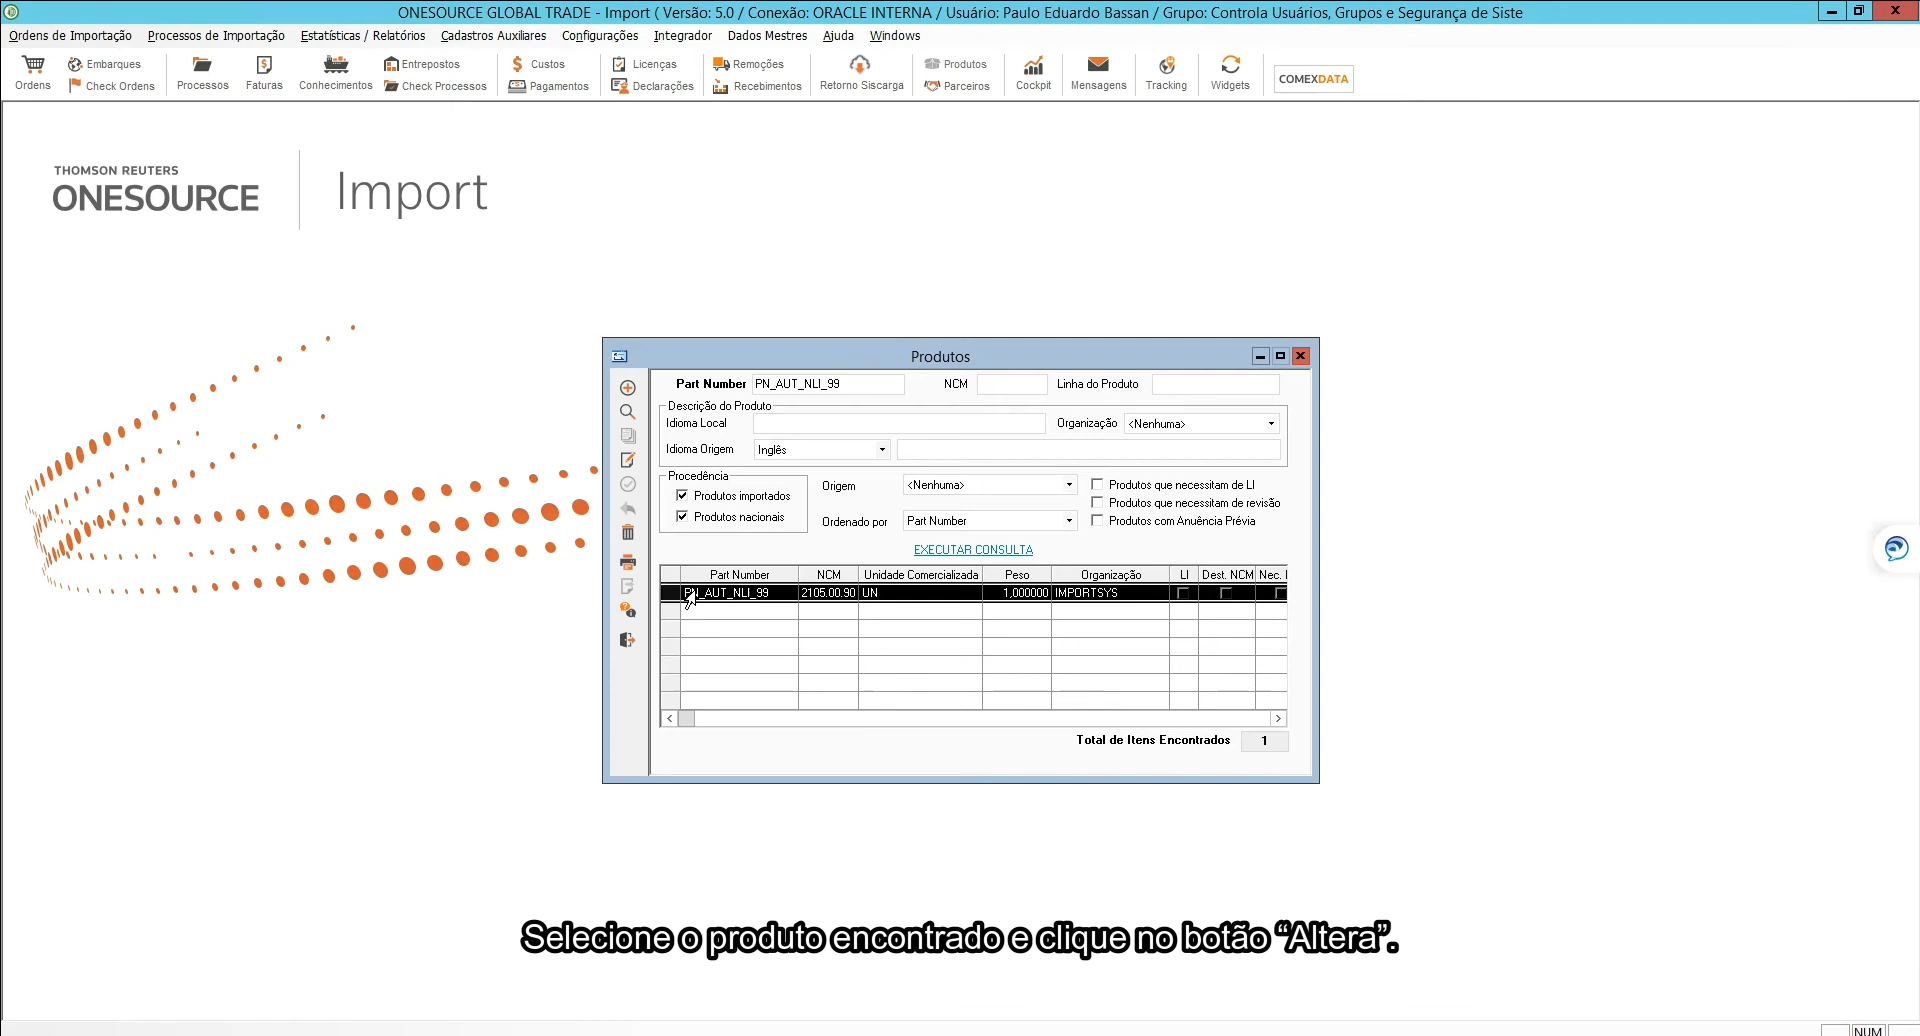 ONESOURCE GLOBAL TRADE - Import ( Versão: 5.0 / Conexão: ORACLE INTERNA / Usuário: Paulo Eduardo Bassan / Grupo: Controla Usuários, Grupos e Segurança de Siste
Ordens de Importação Processos de Importação Estatísticas / Relatórios Cadastros Auxiliares Configurações Integrador Dados Mestres Ajuda Windows
Embarques Entrepostos Custos Licenças Remoções Produtos
Ordens Check Ordens Processos Faturas Conhecimentos Check Processos Pagamentos Declarações Recebimentos Retorno Siscarga Parceiros Cockpit Mensagens Tracking Widgets COMEXDATA
THOMSON REUTERS
ONESOURCE
Import
Produtos
Part Number PN_AUT_NLI_99 NCM Linha do Produto
Descrição do Produto
Idioma Local Organização <Nenhuma>
Idioma Origem Inglês
Procedência
Produtos importados
Produtos nacionais
Origem <Nenhuma>
Ordenado por Part Number
Produtos que necessitam de LI
Produtos que necessitam de revisão
Produtos com Anuência Prévia
EXECUTAR CONSULTA
Part Number NCM Unidade Comercializada Peso Organização LI Dest. NCM Nec.
PN_AUT_NLI_99 2105.00.90 UN 1,000000 IMPORTSYS
Total de Itens Encontrados 1
Selecione o produto encontrado e clique no botão “Altera”.
NUM